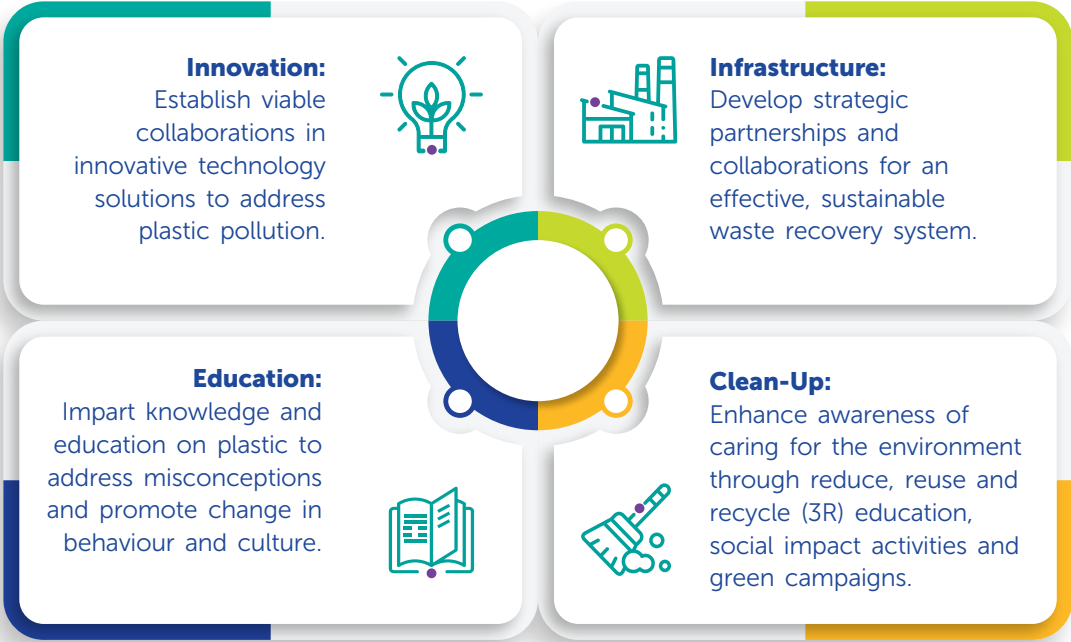 Innovation:
Establish viable
collaborations in
innovative technology
solutions to address
plastic pollution.
Infrastructure:
Develop strategic
partnerships and
collaborations for an
effective, sustainable
waste recovery system.
Education:
Impart knowledge and
education on plastic to
address misconceptions
and promote change in
behaviour and culture.
Clean-Up:
Enhance awareness of
caring for the environment
through reduce, reuse and
recycle (3R) education,
social impact activities and
green campaigns.